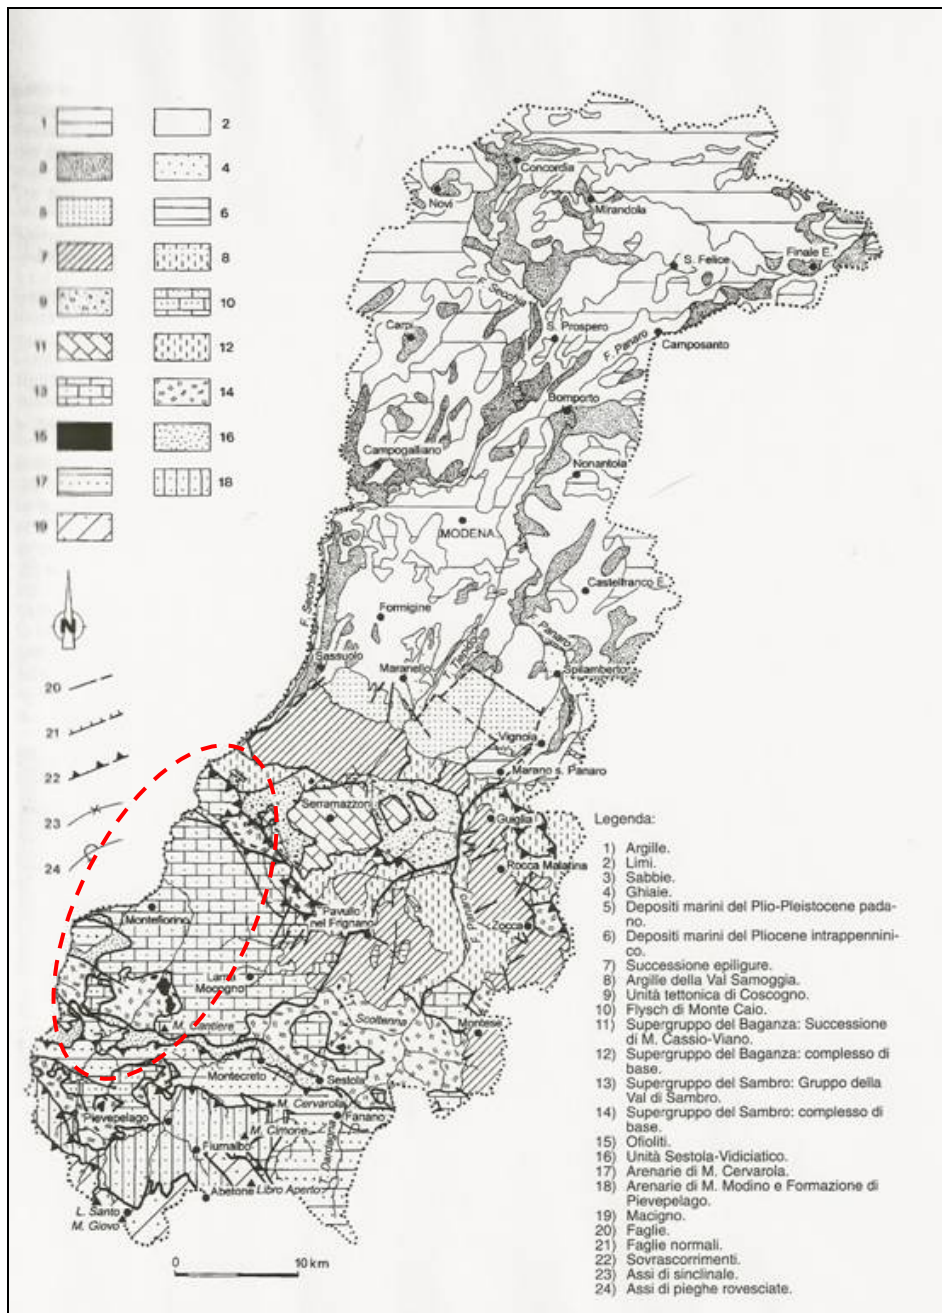 1
2
3
4
5
6
7
8
9
10
11
12
13
14
15
16
17
18
19
N
20
21
22
23
24
Concordia
Novi
Mirandola
S. Felice
Finale E.
F. Secchia
Carpi
S. Prospero
F. Panaro
Camposanto
Bomporto
Campogalliano
Nonantola
MODENA
Castelfranco E.
F. Secchia
Formigine
F. Panaro
Sassuolo
Maranello
Tiepido
Spilamberto
Vignola
Marano s. Panaro
Serramazzoni
Guiglia
Rocca Malatina
Montefiorino
Pavullo
nel Frignano
F. Panaro
Zocca
Lama
Mocogno
Scoltenna
M. Cantiere
Montese
Montecreto
Sestola
M. Cervarola
Pievepelago
Fanano
M. Cimone
Fiumalbo
Dardagna
Abetone
Libro Aperto
L. Santo
M. Giovo
0
10 km
Legenda:
1) Argille.
2) Limi.
3) Sabbie.
4) Ghiaie.
5) Depositi marini del Plio-Pleistocene pada-
no.
6) Depositi marini del Pliocene intrappennini-
co.
7) Successione epiligure.
8) Argille della Val Samoggia.
9) Unità tettonica di Coscogno.
10) Flysch di Monte Caio.
11) Supergruppo del Baganza: Successione
di M. Cassio-Viano.
12) Supergruppo del Baganza: complesso di
base.
13) Supergruppo del Sambro: Gruppo della
Val di Sambro.
14) Supergruppo del Sambro: complesso di
base.
15) Ofioliti.
16) Unità Sestola-Vidiciatico.
17) Arenarie di M. Cervarola.
18) Arenarie di M. Modino e Formazione di
Pievepelago.
19) Macigno.
20) Faglie.
21) Faglie normali.
22) Sovrascorrimenti.
23) Assi di sinclinale.
24) Assi di pieghe rovesciate.